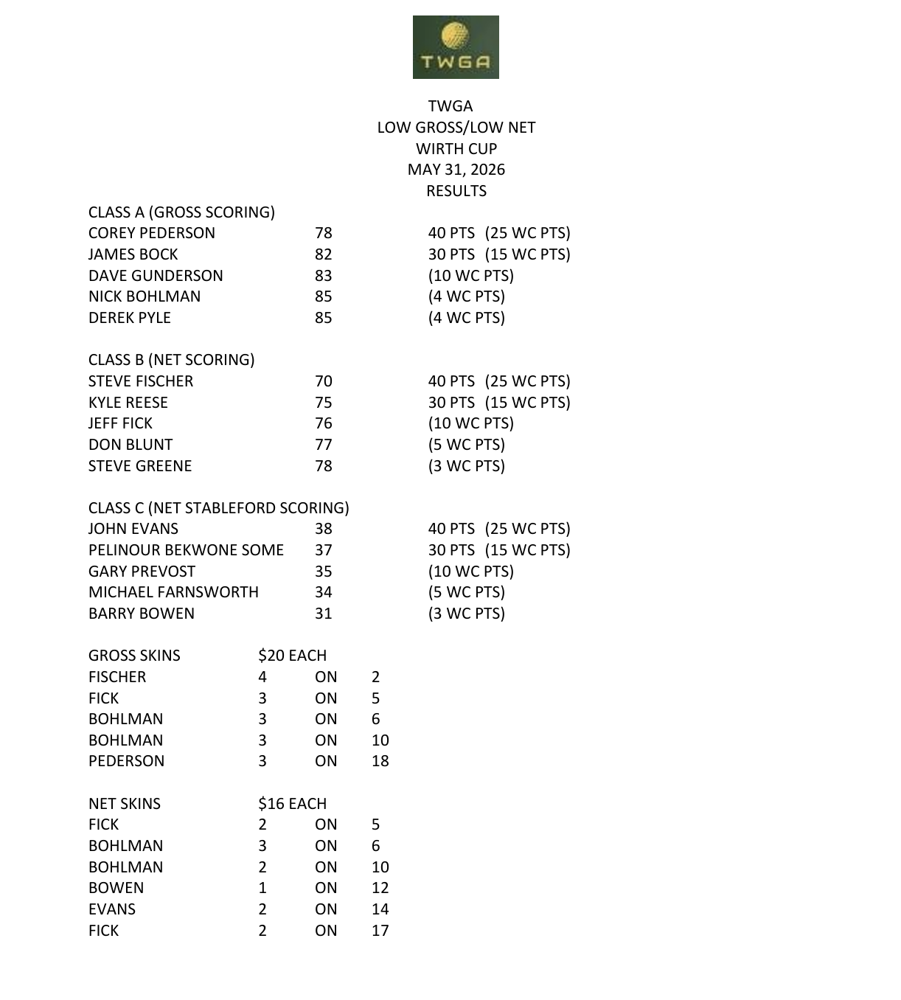 TWGA
TWGA
LOW GROSS/LOW NET
WIRTH CUP
MAY 31, 2026
RESULTS
CLASS A (GROSS SCORING)
COREY PEDERSON 78 40 PTS (25 WC PTS)
JAMES BOCK 82 30 PTS (15 WC PTS)
DAVE GUNDERSON 83 (10 WC PTS)
NICK BOHLMAN 85 (4 WC PTS)
DEREK PYLE 85 (4 WC PTS)
CLASS B (NET SCORING)
STEVE FISCHER 70 40 PTS (25 WC PTS)
KYLE REESE 75 30 PTS (15 WC PTS)
JEFF FICK 76 (10 WC PTS)
DON BLUNT 77 (5 WC PTS)
STEVE GREENE 78 (3 WC PTS)
CLASS C (NET STABLEFORD SCORING)
JOHN EVANS 38 40 PTS (25 WC PTS)
PELINOUR BEKWONE SOME 37 30 PTS (15 WC PTS)
GARY PREVOST 35 (10 WC PTS)
MICHAEL FARNSWORTH 34 (5 WC PTS)
BARRY BOWEN 31 (3 WC PTS)
GROSS SKINS $20 EACH
FISCHER 4 ON 2
FICK 3 ON 5
BOHLMAN 3 ON 6
BOHLMAN 3 ON 10
PEDERSON 3 ON 18
NET SKINS $16 EACH
FICK 2 ON 5
BOHLMAN 3 ON 6
BOHLMAN 2 ON 10
BOWEN 1 ON 12
EVANS 2 ON 14
FICK 2 ON 17